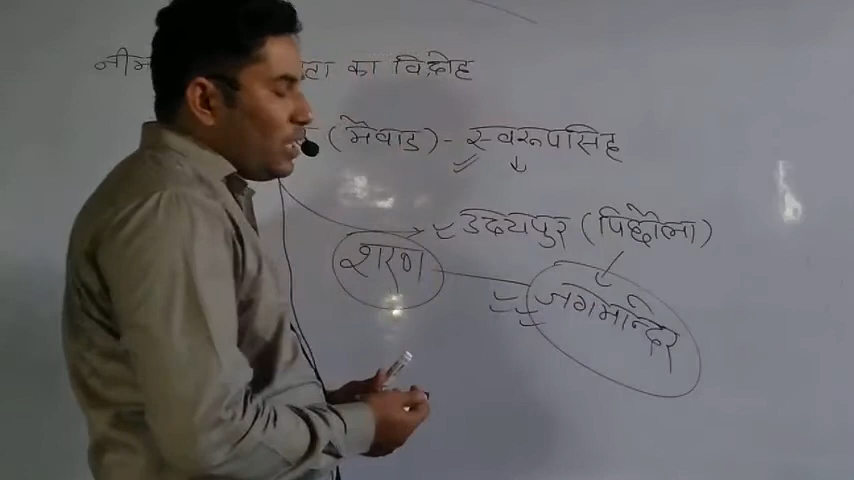 का विद्रोह
(मेवाड) - स्वरूपसिंह
उदयपुर (पिछौला)
शरण
जगमन्दिर